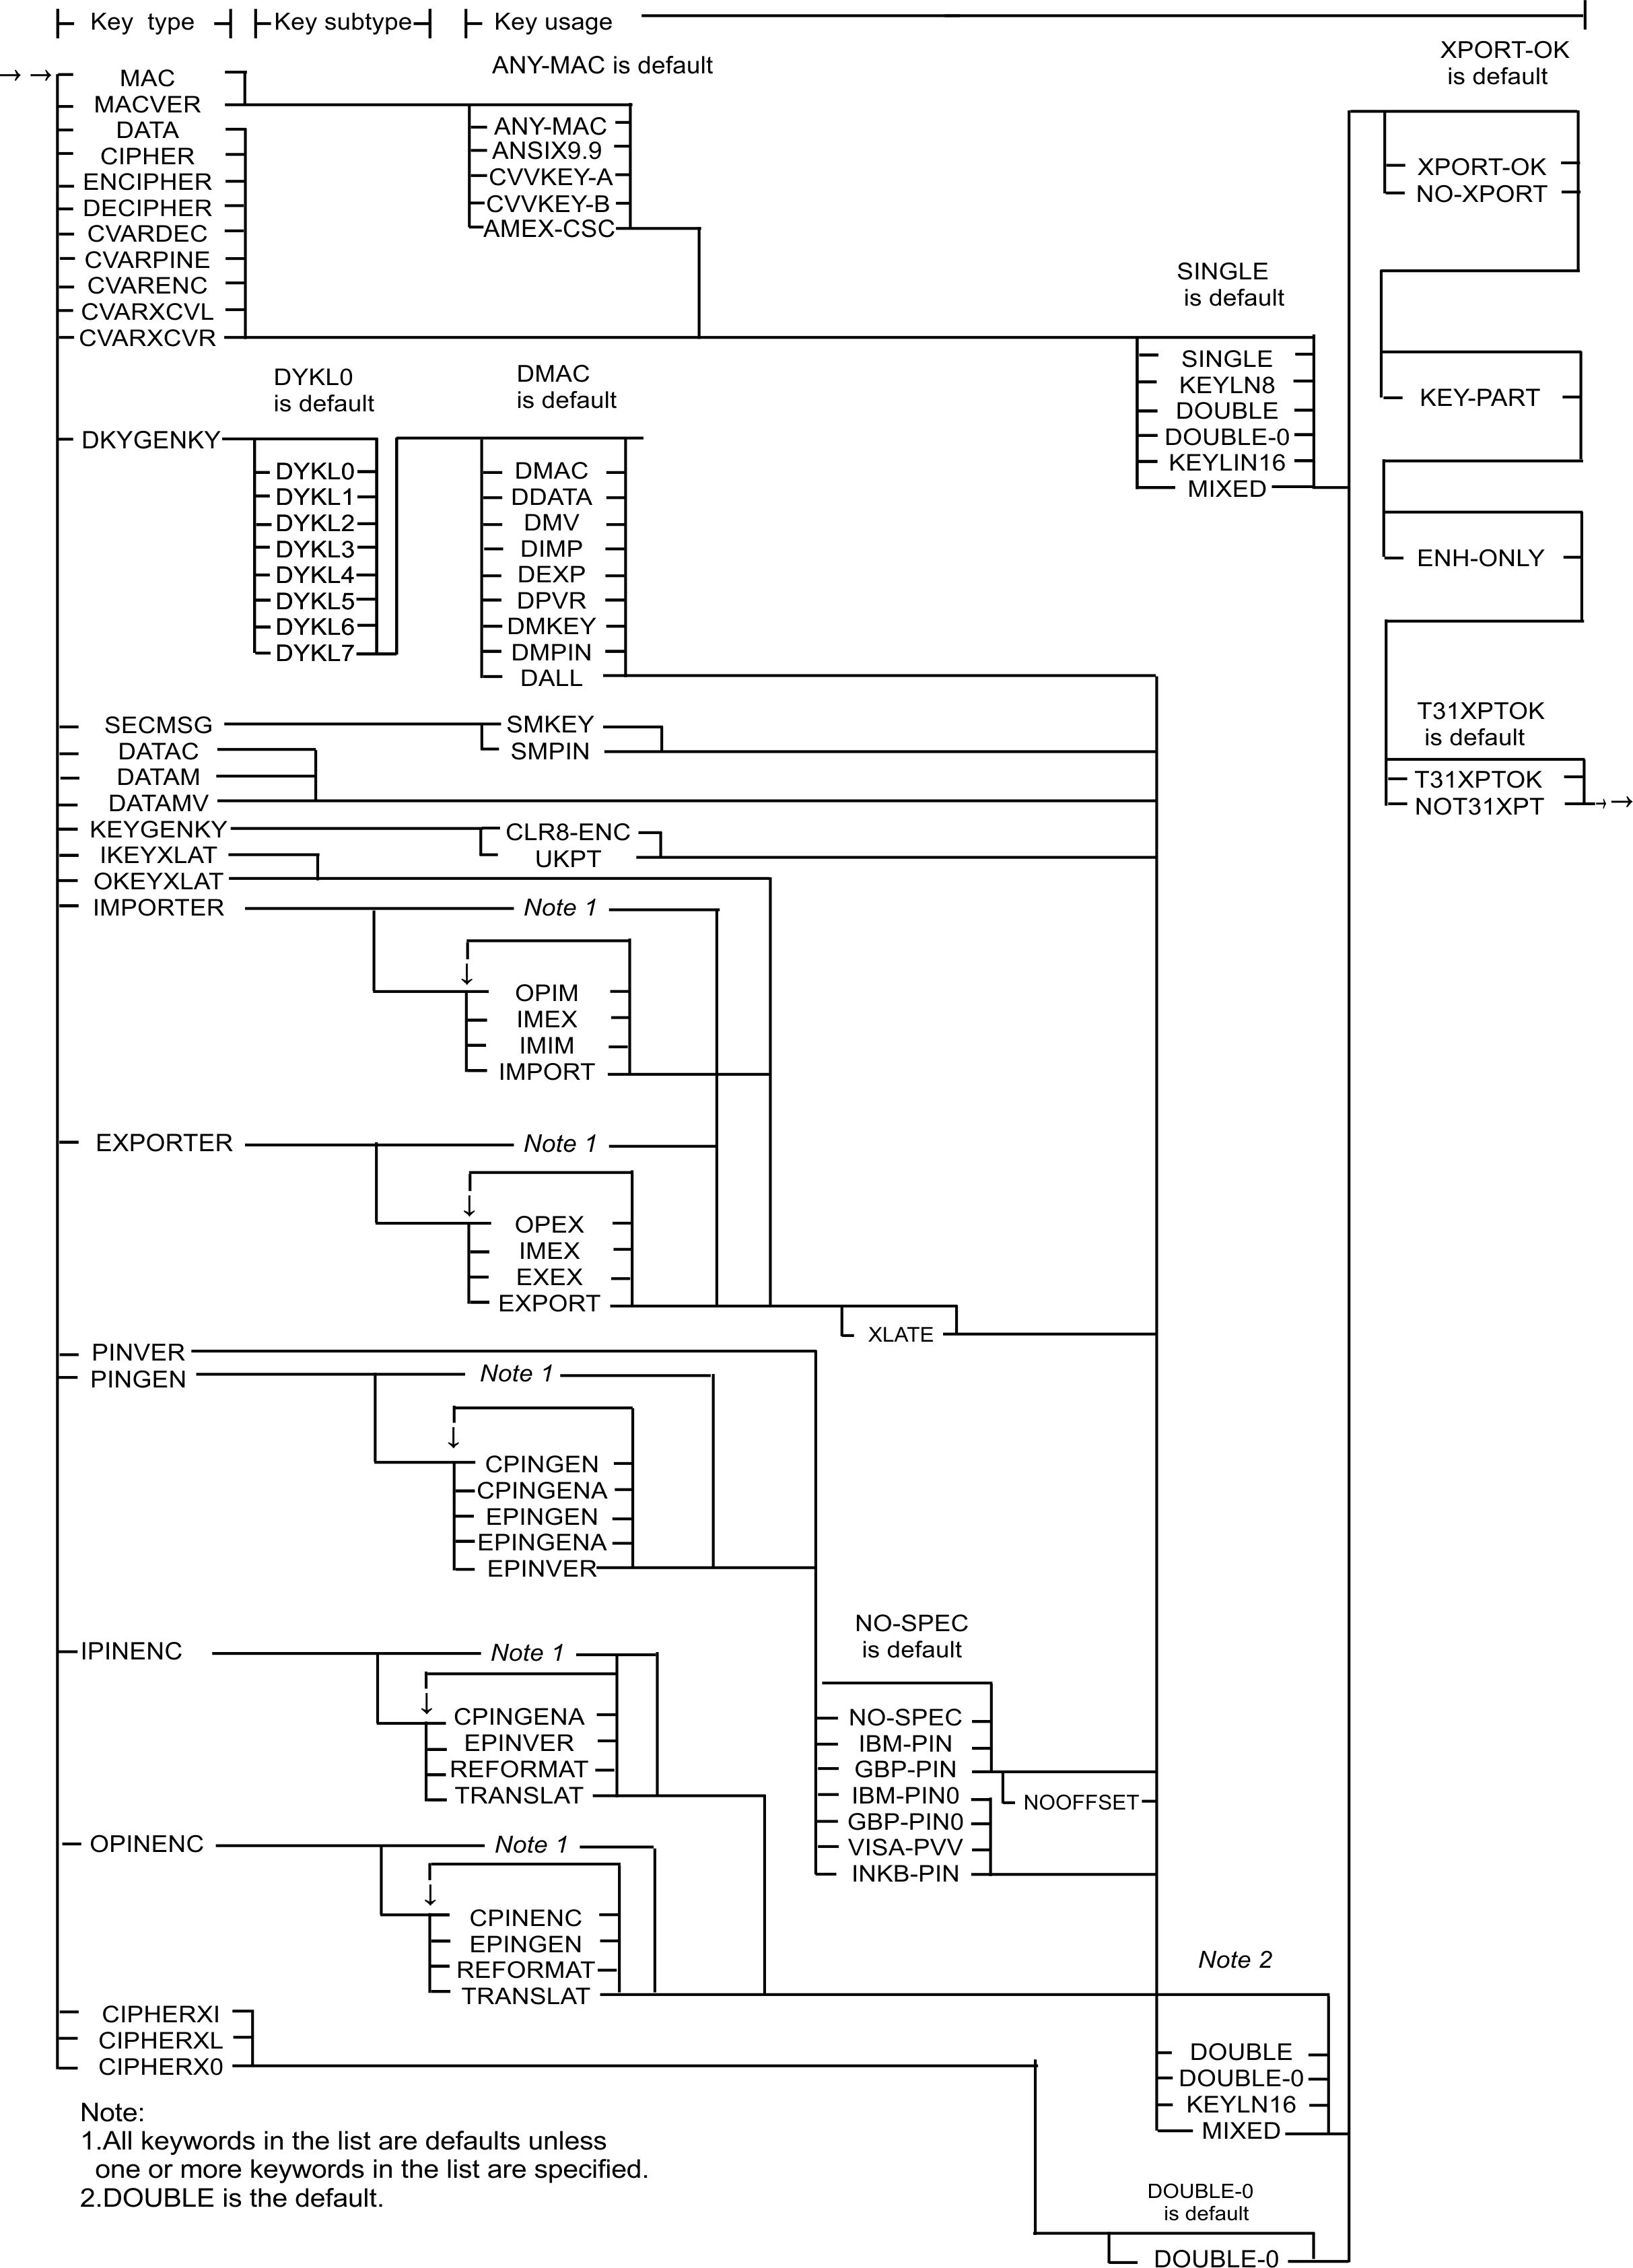 Key type
Key subtype
Key usage
ANY-MAC is default
XPORT-OK
is default
MAC
MACVER
DATA
CIPHER
ENCIPHER
DECIPHER
CVARDEC
CVARPINE
CVARENC
CVARXCVL
CVARXCVR
ANY-MAC
ANSIX9.9
CVVKEY-A
CVVKEY-B
AMEX-CSC
XPORT-OK
NO-XPORT
SINGLE
is default
SINGLE
KEYLN8
DOUBLE
DOUBLE-0
KEYLIN16
MIXED
KEY-PART
ENH-ONLY
T31XPTOK
is default
T31XPTOK
NOT31XPT
DYKL0
is default
DMAC
is default
DKYGENKY
DYKL0
DYKL1
DYKL2
DYKL3
DYKL4
DYKL5
DYKL6
DYKL7
DMAC
DDATA
DMV
DIMP
DEXP
DPVR
DMKEY
DMPIN
DALL
SECMSG
DATAC
DATAM
DATAMV
KEYGENKY
IKEYXLAT
OKEYXLAT
IMPORTER
SMKEY
SMPIN
CLR8-ENC
UKPT
Note 1
OPIM
IMEX
IMIM
IMPORT
EXPORTER
Note 1
OPEX
IMEX
EXEX
EXPORT
XLATE
PINVER
PINGEN
Note 1
CPINGEN
CPINGENA
EPINGEN
EPINGENA
EPINVER
IPINENC
Note 1
CPINGENA
EPINVER
REFORMAT
TRANSLAT
NO-SPEC
is default
NO-SPEC
IBM-PIN
GBP-PIN
IBM-PIN0
GBP-PIN0
VISA-PVV
INKB-PIN
NOOFFSET
OPINENC
Note 1
CPINENC
EPINGEN
REFORMAT
TRANSLAT
Note 2
CIPHERXI
CIPHERXL
CIPHERX0
DOUBLE
DOUBLE-0
KEYLN16
MIXED
Note:
1.All keywords in the list are defaults unless
one or more keywords in the list are specified.
2.DOUBLE is the default.
DOUBLE-0
is default
DOUBLE-0